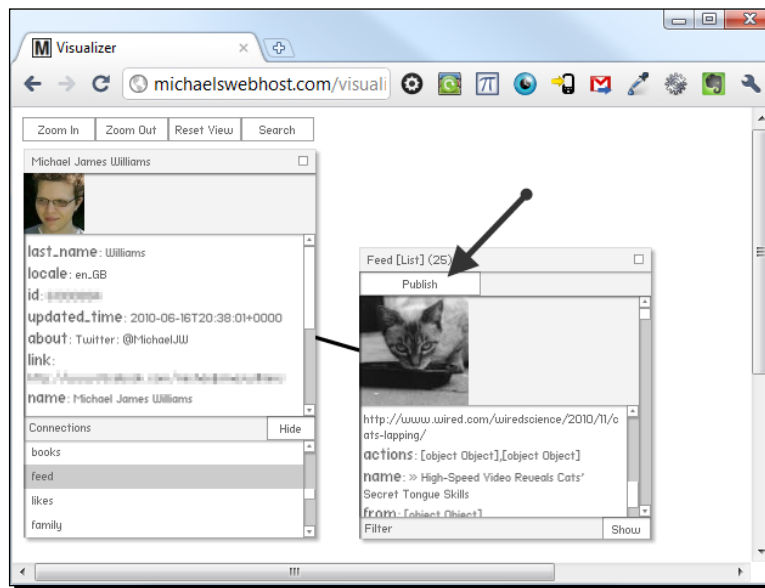 M Visualizer
michaelswebhost.com/visuali
Zoom In Zoom Out Reset View Search
Michael James Williams
last_name: Williams
locale: en_GB
id:
updated_time: 2010-06-16T20:38:01+0000
about: Twitter: @MichaelJW
link:
name: Michael James Williams
Connections Hide
books
feed
likes
family
Feed [List] (25)
Publish
http://www.wired.com/wiredscience/2010/11/c
ats-lapping/
actions: [object Object],[object Object]
name: » High-Speed Video Reveals Cats'
Secret Tongue Skills
from: [object Object]
Filter Show